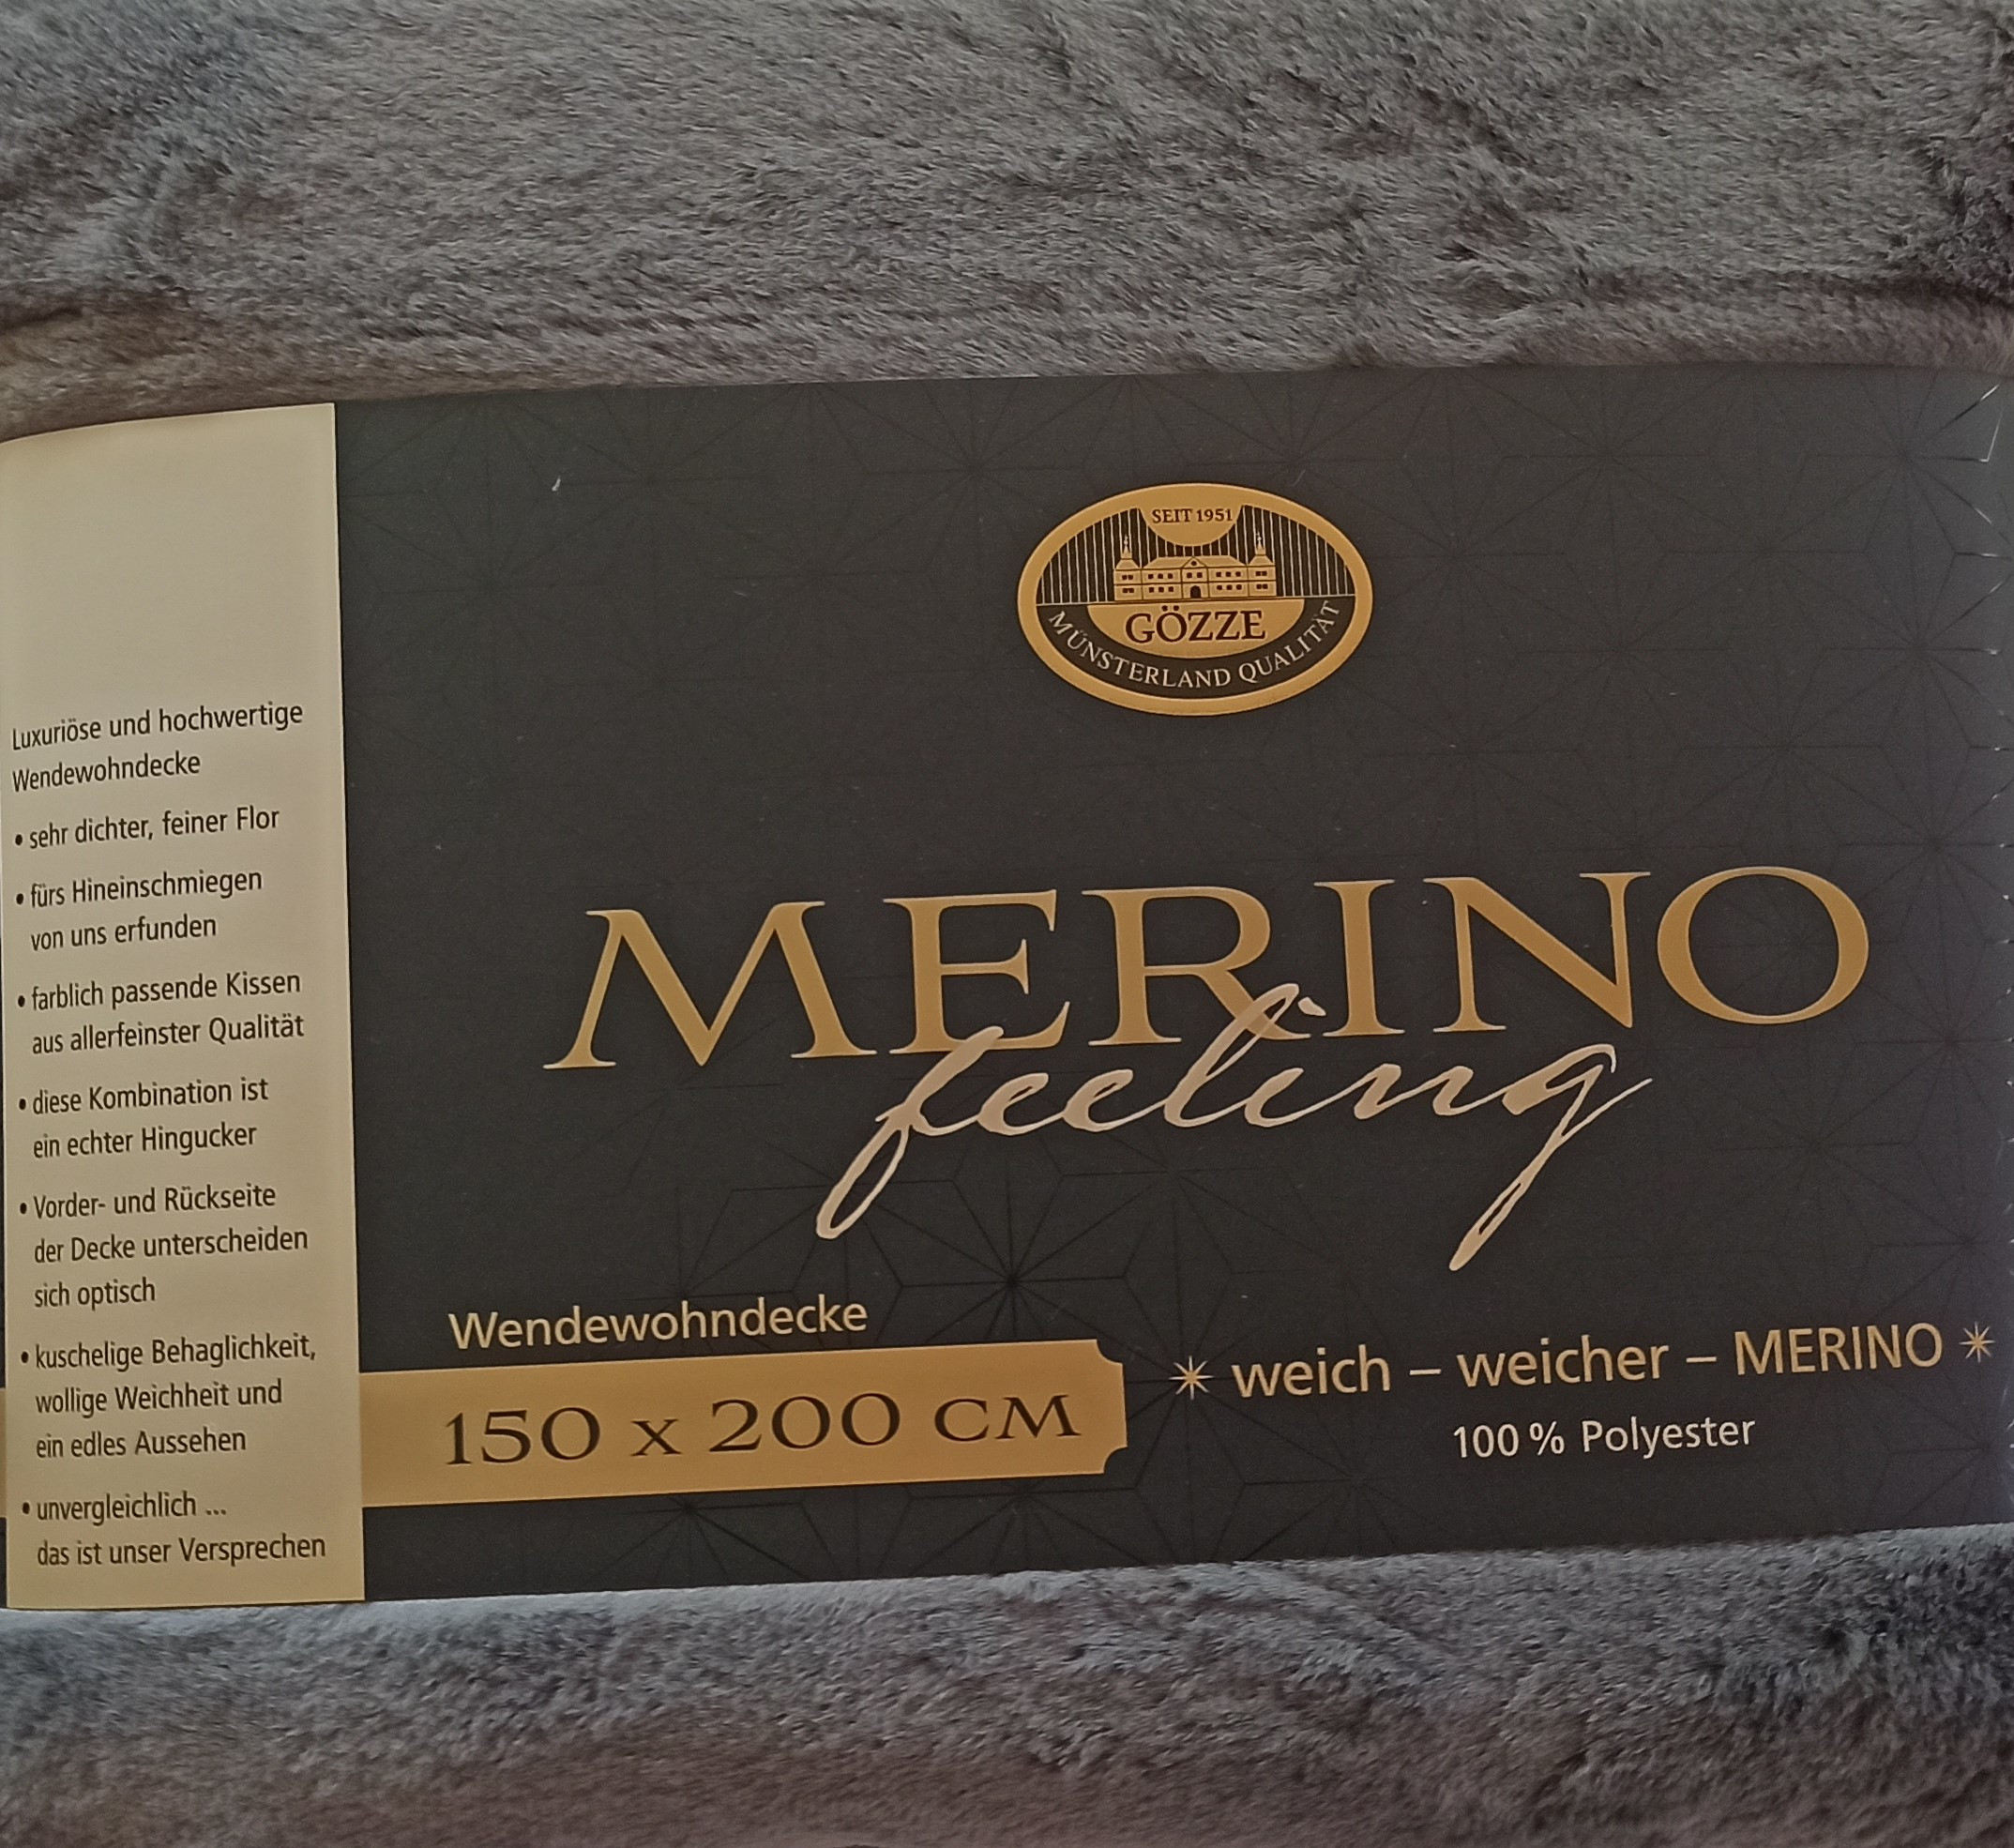 Luxuriöse und hochwertige
Wendewohndecke
• sehr dichter, feiner Flor
• fürs Hineinschmiegen
von uns erfunden
• farblich passende Kissen
aus allerfeinster Qualität
• diese Kombination ist
ein echter Hingucker
• Vorder- und Rückseite
der Decke unterscheiden
sich optisch
• kuschelige Behaglichkeit,
wollige Weichheit und
ein edles Aussehen
• unvergleichlich ...
das ist unser Versprechen
SEIT 1951
GÖZZE
MÜNSTERLAND QUALITÄT
MERINO
feeling
Wendewohndecke
150 x 200 CM
✴ weich – weicher – MERINO ✴
100 % Polyester